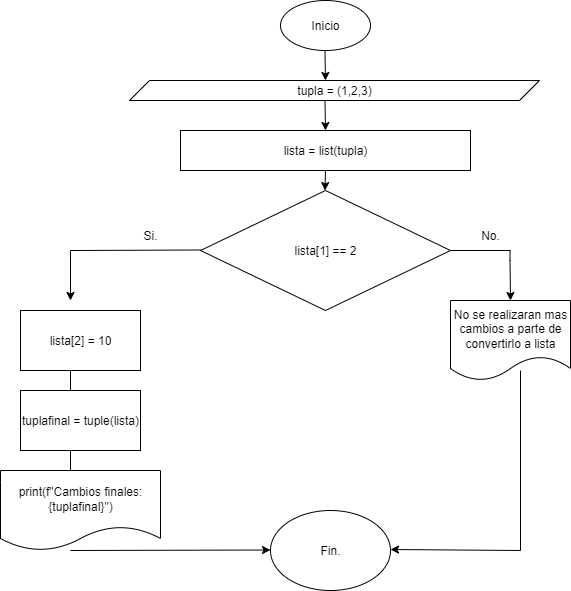 Inicio
tupla = (1,2,3)
lista = list(tupla)
Si.
No.
lista[1] == 2
lista[2] = 10
No se realizaran mas
cambios a parte de
convertirlo a lista
tuplafinal = tuple(lista)
print(f"Cambios finales:
{tuplafinal}")
Fin.